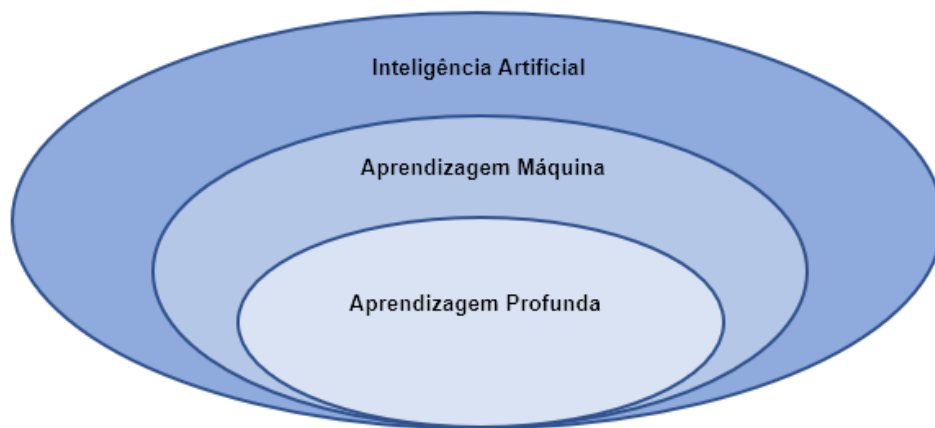 Inteligência Artificial
Aprendizagem Máquina
Aprendizagem Profunda